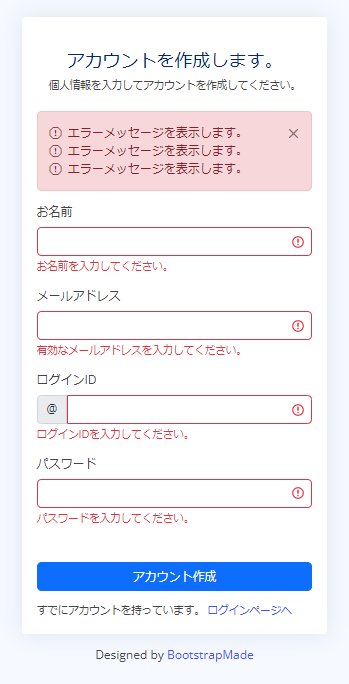 アカウントを作成します。
個人情報を入力してアカウントを作成してください。
エラーメッセージを表示します。
エラーメッセージを表示します。
エラーメッセージを表示します。
お名前
お名前を入力してください。
メールアドレス
有効なメールアドレスを入力してください。
ログインID
@
ログインIDを入力してください。
パスワード
パスワードを入力してください。
アカウント作成
すでにアカウントを持っています。 ログインページへ
Designed by BootstrapMade